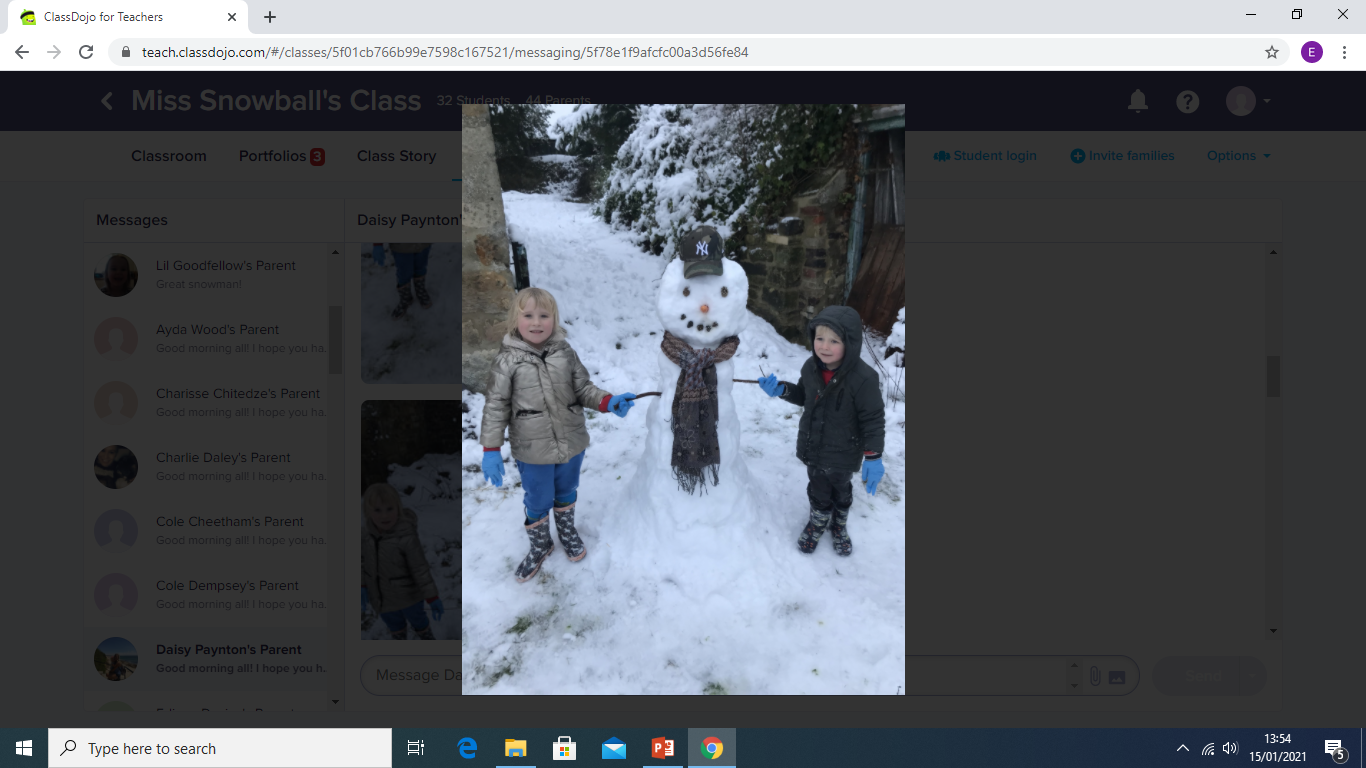 ClassDojo for Teachers
teach.classdojo.com/#/classes/5f01cb766b99e7598c167521/messaging/5f78e1f9afcfc00a3d56fe84
E
Miss Snowball's Class 32 Students 44 Parents
Classroom Portfolios 3 Class Story Student login Invite families Options
Messages
Daisy Paynton'
Lil Goodfellow's Parent
Great snowman!
Ayda Wood's Parent
Good morning all! I hope you ha..
Charisse Chitedze's Parent
Good morning all! I hope you ha..
Charlie Daley's Parent
Good morning all! I hope you ha..
Cole Cheetham's Parent
Good morning all! I hope you ha..
Cole Dempsey's Parent
Good morning all! I hope you ha..
Daisy Paynton's Parent
Good morning all! I hope you h..
NY
Message Da
Send
Type here to search
13:54
15/01/2021
5